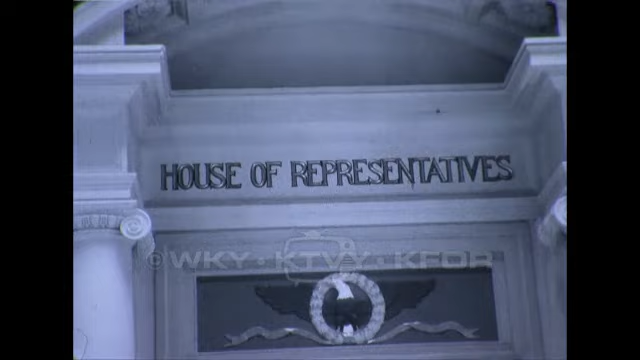 HOUSE OF REPRESENTATIVES
©WKY · KTVY · KFOR